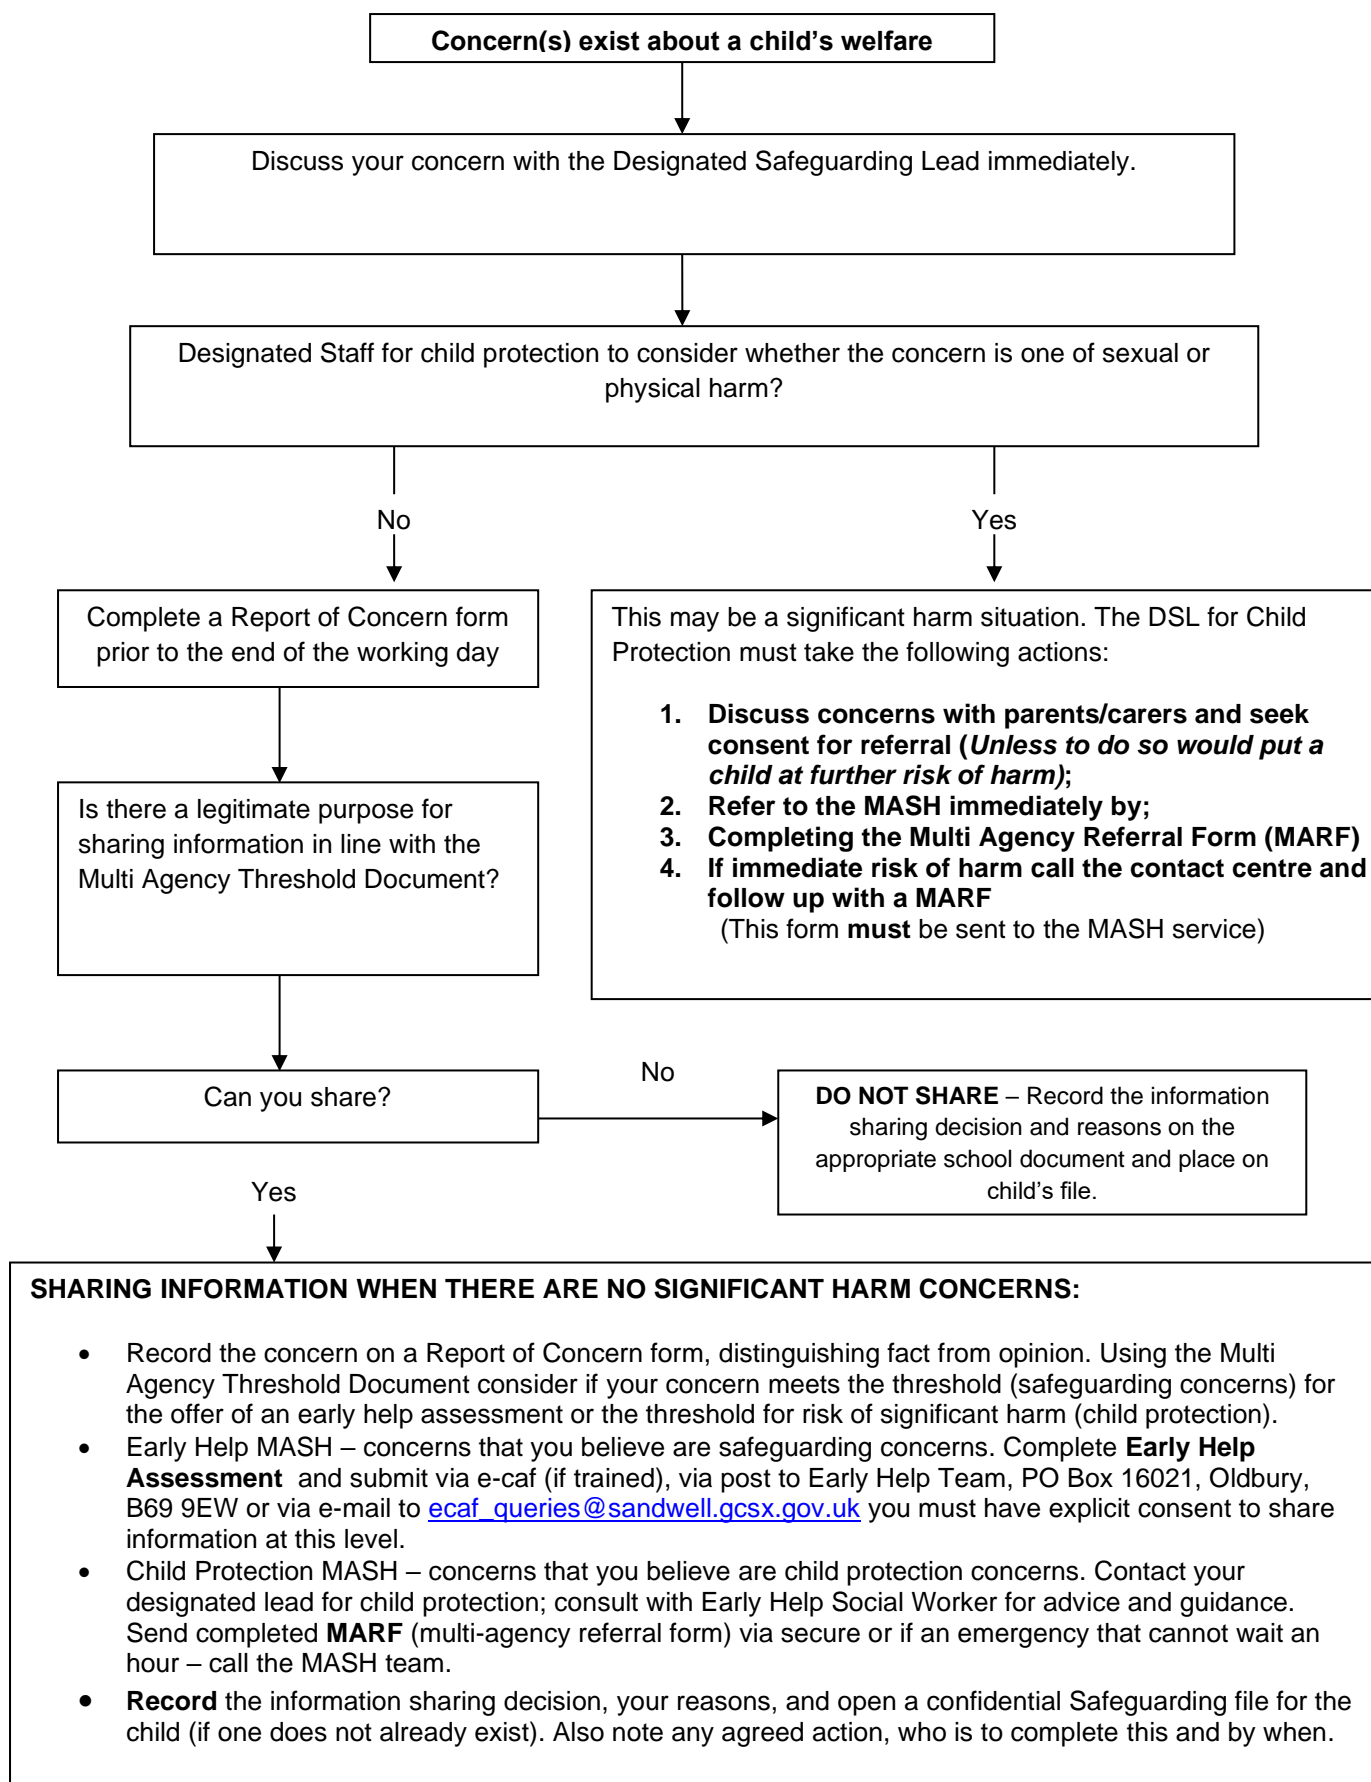 Concern(s) exist about a child's welfare
Discuss your concern with the Designated Safeguarding Lead immediately.
Designated Staff for child protection to consider whether the concern is one of sexual or
physical harm?
No
Yes
Complete a Report of Concern form
prior to the end of the working day
This may be a significant harm situation. The DSL for Child
Protection must take the following actions:
1. Discuss concerns with parents/carers and seek
consent for referral (Unless to do so would put a
child at further risk of harm);
2. Refer to the MASH immediately by;
3. Completing the Multi Agency Referral Form (MARF)
4. If immediate risk of harm call the contact centre and
follow up with a MARF
(This form must be sent to the MASH service)
Is there a legitimate purpose for
sharing information in line with the
Multi Agency Threshold Document?
Can you share?
No
DO NOT SHARE – Record the information
sharing decision and reasons on the
appropriate school document and place on
child's file.
Yes
SHARING INFORMATION WHEN THERE ARE NO SIGNIFICANT HARM CONCERNS:
• Record the concern on a Report of Concern form, distinguishing fact from opinion. Using the Multi
Agency Threshold Document consider if your concern meets the threshold (safeguarding concerns) for
the offer of an early help assessment or the threshold for risk of significant harm (child protection).
• Early Help MASH – concerns that you believe are safeguarding concerns. Complete Early Help
Assessment and submit via e-caf (if trained), via post to Early Help Team, PO Box 16021, Oldbury,
B69 9EW or via e-mail to ecaf_queries@sandwell.gcsx.gov.uk you must have explicit consent to share
information at this level.
• Child Protection MASH – concerns that you believe are child protection concerns. Contact your
designated lead for child protection; consult with Early Help Social Worker for advice and guidance.
Send completed MARF (multi-agency referral form) via secure or if an emergency that cannot wait an
hour – call the MASH team.
• Record the information sharing decision, your reasons, and open a confidential Safeguarding file for the
child (if one does not already exist). Also note any agreed action, who is to complete this and by when.